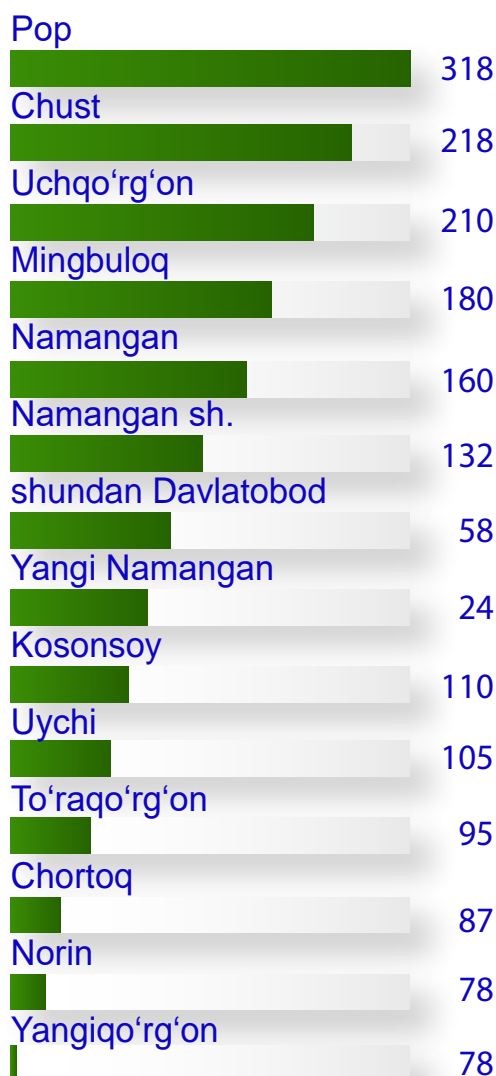 Pop
318
Chust
218
Uchqo‘rg‘on
210
Mingbuloq
180
Namangan
160
Namangan sh.
132
shundan Davlatobod
58
Yangi Namangan
24
Kosonsoy
110
Uychi
105
To‘raqo‘rg‘on
95
Chortoq
87
Norin
78
Yangiqo‘rg‘on
78